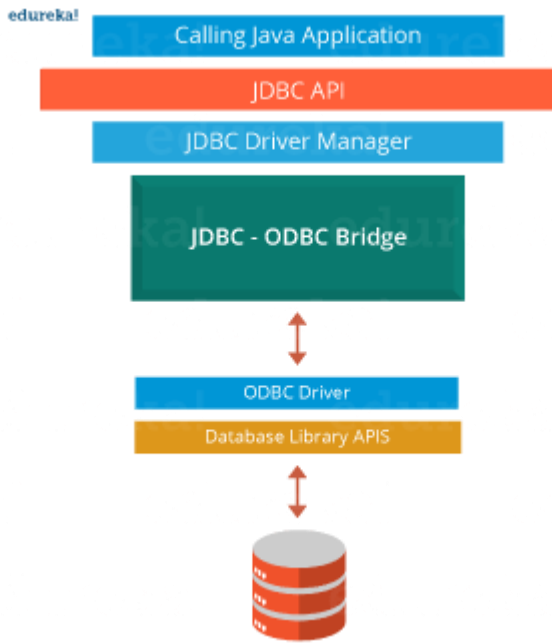 edureka!
Calling Java Application
JDBC API
JDBC Driver Manager
JDBC - ODBC Bridge
ODBC Driver
Database Library APIS